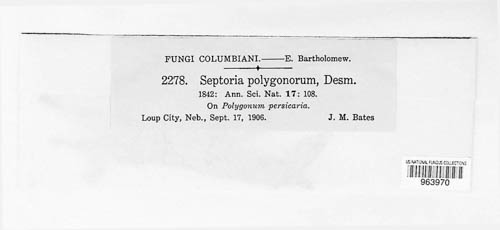 FUNGI COLUMBIANI.——E. Bartholomew.
2278. Septoria polygonorum, Desm.
1842: Ann. Sci. Nat. 17: 108.
On Polygonum persicaria.
Loup City, Neb., Sept. 17, 1906. J. M. Bates
US NATIONAL FUNGUS COLLECTIONS
963970